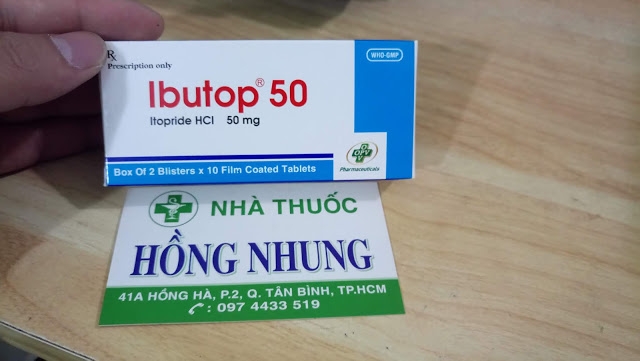 Rx
Prescription only
WHO-GMP
Ibutop® 50
Itopride HCl 50 mg
OPV
Pharmaceuticals
Box Of 2 Blisters x 10 Film Coated Tablets
NHÀ THUỐC
HỒNG NHUNG
41A HỒNG HÀ, P.2, Q. TÂN BÌNH, TP.HCM
: 097 4433 519